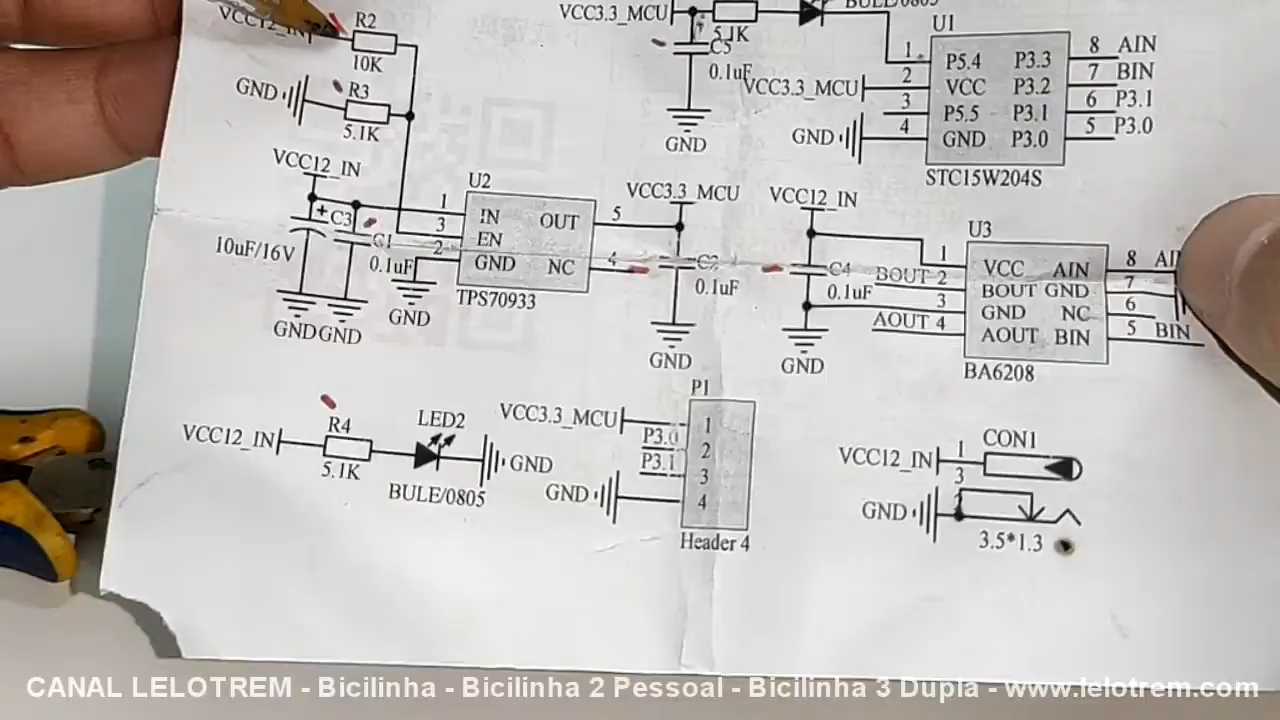 VCC12_IN
R2
10K
GND
R3
5.1K
VCC3.3_MCU
5.1K
BULE/0805
C5
0.1uF
GND
U1
VCC3.3_MCU
GND
1 P5.4 P3.3 8 AIN
2 VCC P3.2 7 BIN
3 P5.5 P3.1 6 P3.1
4 GND P3.0 5 P3.0
STC15W204S
VCC12_IN
+ C3
10uF/16V
C1
0.1uF
GND GND
GND
U2
1 IN OUT 5
3 EN
2 GND NC 4
TPS70933
VCC3.3_MCU
C2
0.1uF
GND
VCC12_IN
C4
0.1uF
GND
U3
1 VCC AIN 8 AI
BOUT 2 BOUT GND 7
3 GND NC 6
AOUT 4 AOUT BIN 5 BIN
BA6208
VCC12_IN
R4
5.1K
LED2
BULE/0805
GND
P1
VCC3.3_MCU 1
P3.0 2
P3.1 3
GND 4
Header 4
CON1
VCC12_IN 1
3
GND
3.5*1.3
CANAL LELOTREM - Bicilinha - Bicilinha 2 Pessoal - Bicilinha 3 Dupla - www.lelotrem.com